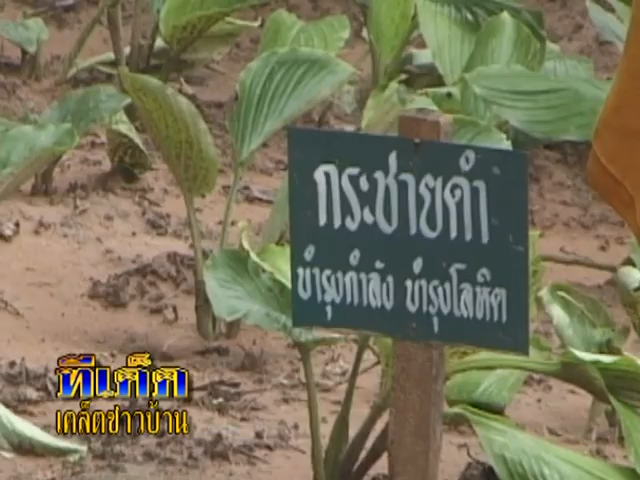 กระชายดำ
บำรุงกำลัง บำรุงโลหิต
ทีเด็ด
เคล็ดชาวบ้าน